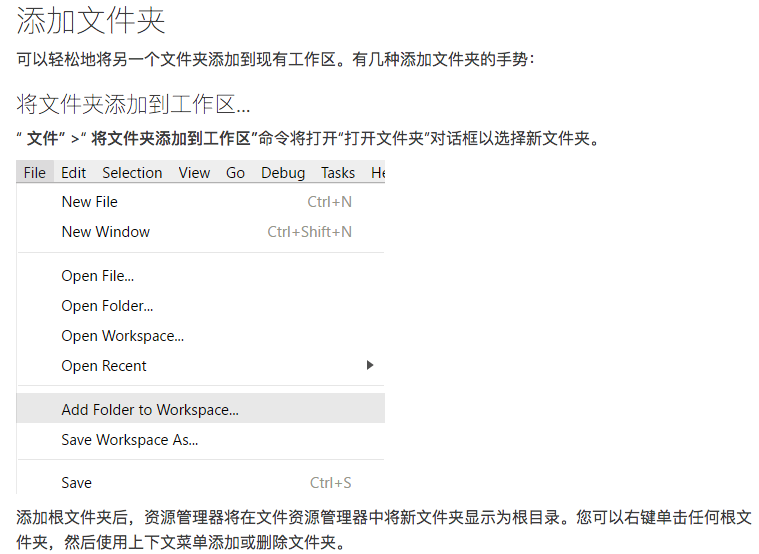 添加文件夹
可以轻松地将另一个文件夹添加到现有工作区。有几种添加文件夹的手势：
将文件夹添加到工作区...
“ 文件” >“ 将文件夹添加到工作区”命令将打开“打开文件夹”对话框以选择新文件夹。
File Edit Selection View Go Debug Tasks He
New File Ctrl+N
New Window Ctrl+Shift+N
Open File...
Open Folder...
Open Workspace...
Open Recent
Add Folder to Workspace...
Save Workspace As...
Save Ctrl+S
添加根文件夹后，资源管理器将在文件资源管理器中将新文件夹显示为根目录。您可以右键单击任何根文
件夹，然后使用上下文菜单添加或删除文件夹。